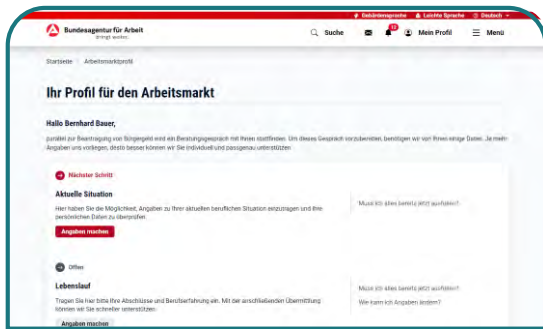 Gebärdensprache Leichte Sprache Deutsch
Bundesagentur für Arbeit
bringt weiter.
Suche 12 Mein Profil Menü
Startseite Arbeitsmarktprofil
Ihr Profil für den Arbeitsmarkt
Hallo Bernhard Bauer,
parallel zur Beantragung von Bürgergeld wird ein Beratungsgespräch mit Ihnen stattfinden. Um dieses Gespräch vorzubereiten, benötigen wir von Ihnen einige Daten. Je mehr
Angaben uns vorliegen, desto besser können wir Sie individuell und passgenau unterstützen.
Nächster Schritt
Aktuelle Situation
Hier haben Sie die Möglichkeit, Angaben zu Ihrer aktuellen beruflichen Situation einzutragen und Ihre
persönlichen Daten zu überprüfen.
Muss ich alles bereits jetzt ausfüllen?
Angaben machen
Offen
Lebenslauf
Tragen Sie hier bitte Ihre Abschlüsse und Berufserfahrung ein. Mit der anschließenden Übermittlung
können wir Sie schneller unterstützen.
Muss ich alles bereits jetzt ausfüllen?
Wie kann ich Angaben ändern?
Angaben machen